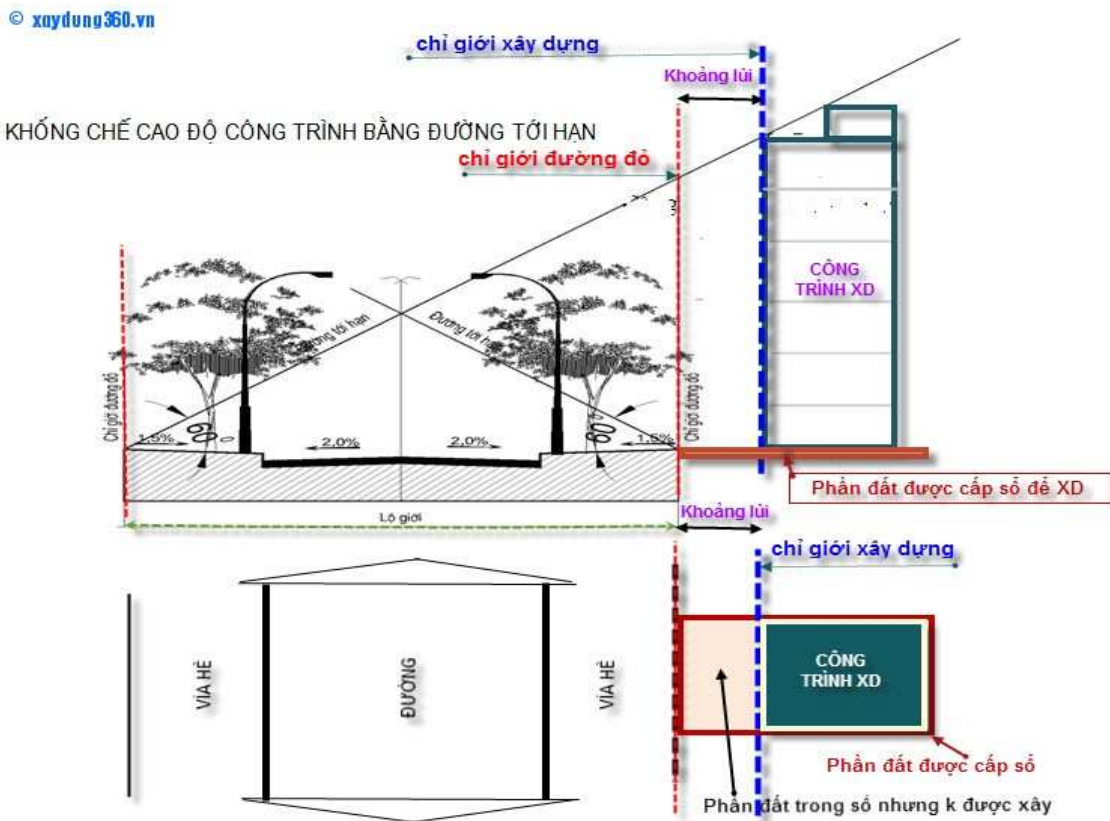 © xaydung360.vn
chỉ giới xây dựng
Khoảng lùi
KHỐNG CHẾ CAO ĐỘ CÔNG TRÌNH BẰNG ĐƯỜNG TỚI HẠN
chỉ giới đường đỏ
CÔNG
TRÌNH XD
tới hạn
Đường tới
Chỉ giới đường đỏ
Chỉ giới đường đỏ
60
60
1,5%
2,0%
2,0%
1,5%
Phần đất được cấp sổ để XD
Lộ giới
Khoảng lùi
chỉ giới xây dựng
VỈA HÈ
ĐƯỜNG
VỈA HÈ
CÔNG
TRÌNH XD
Phần đất được cấp sổ
Phần đất trong sổ nhưng k được xây